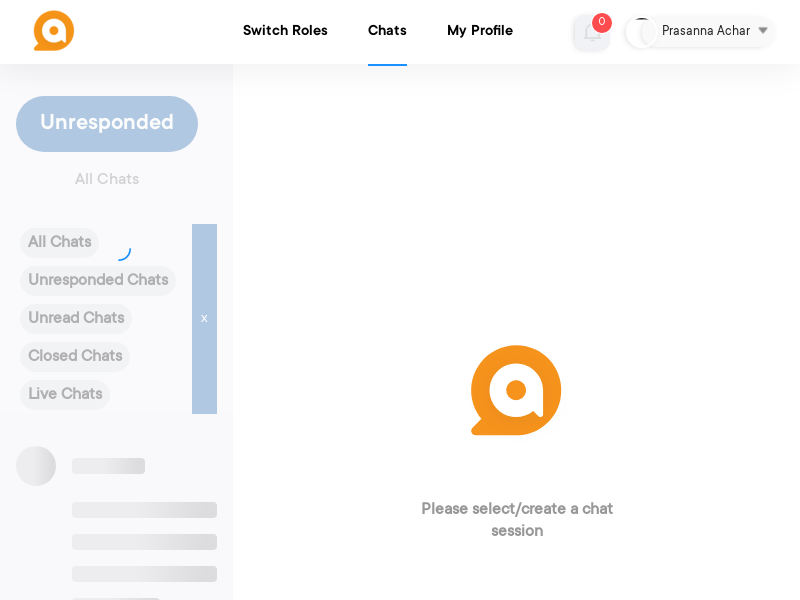 Switch Roles
Chats
My Profile
0
Prasanna Achar
Unresponded
All Chats
All Chats
Unresponded Chats
Unread Chats
Closed Chats
Live Chats
x
Please select/create a chat
session